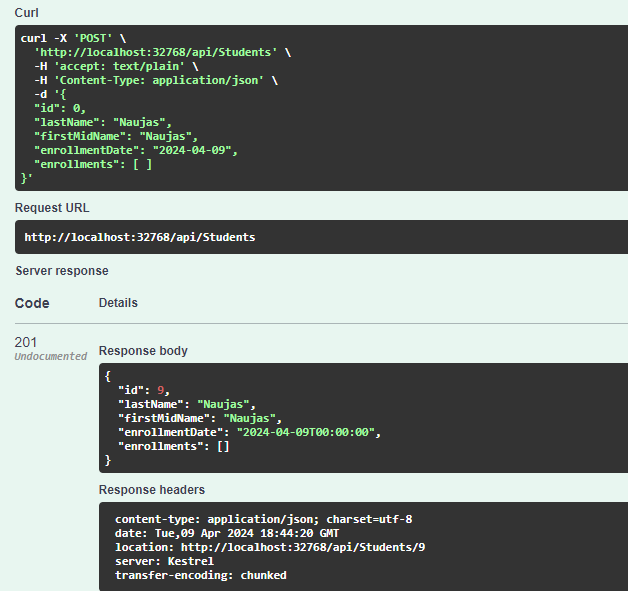 Curl
curl -X 'POST' \
'http://localhost:32768/api/Students' \
-H 'accept: text/plain' \
-H 'Content-Type: application/json' \
-d '{
"id": 0,
"lastName": "Naujas",
"firstMidName": "Naujas",
"enrollmentDate": "2024-04-09",
"enrollments": [ ]
}'
Request URL
http://localhost:32768/api/Students
Server response
Code Details
201
Undocumented
Response body
{
"id": 9,
"lastName": "Naujas",
"firstMidName": "Naujas",
"enrollmentDate": "2024-04-09T00:00:00",
"enrollments": []
}
Response headers
content-type: application/json; charset=utf-8
date: Tue,09 Apr 2024 18:44:20 GMT
location: http://localhost:32768/api/Students/9
server: Kestrel
transfer-encoding: chunked